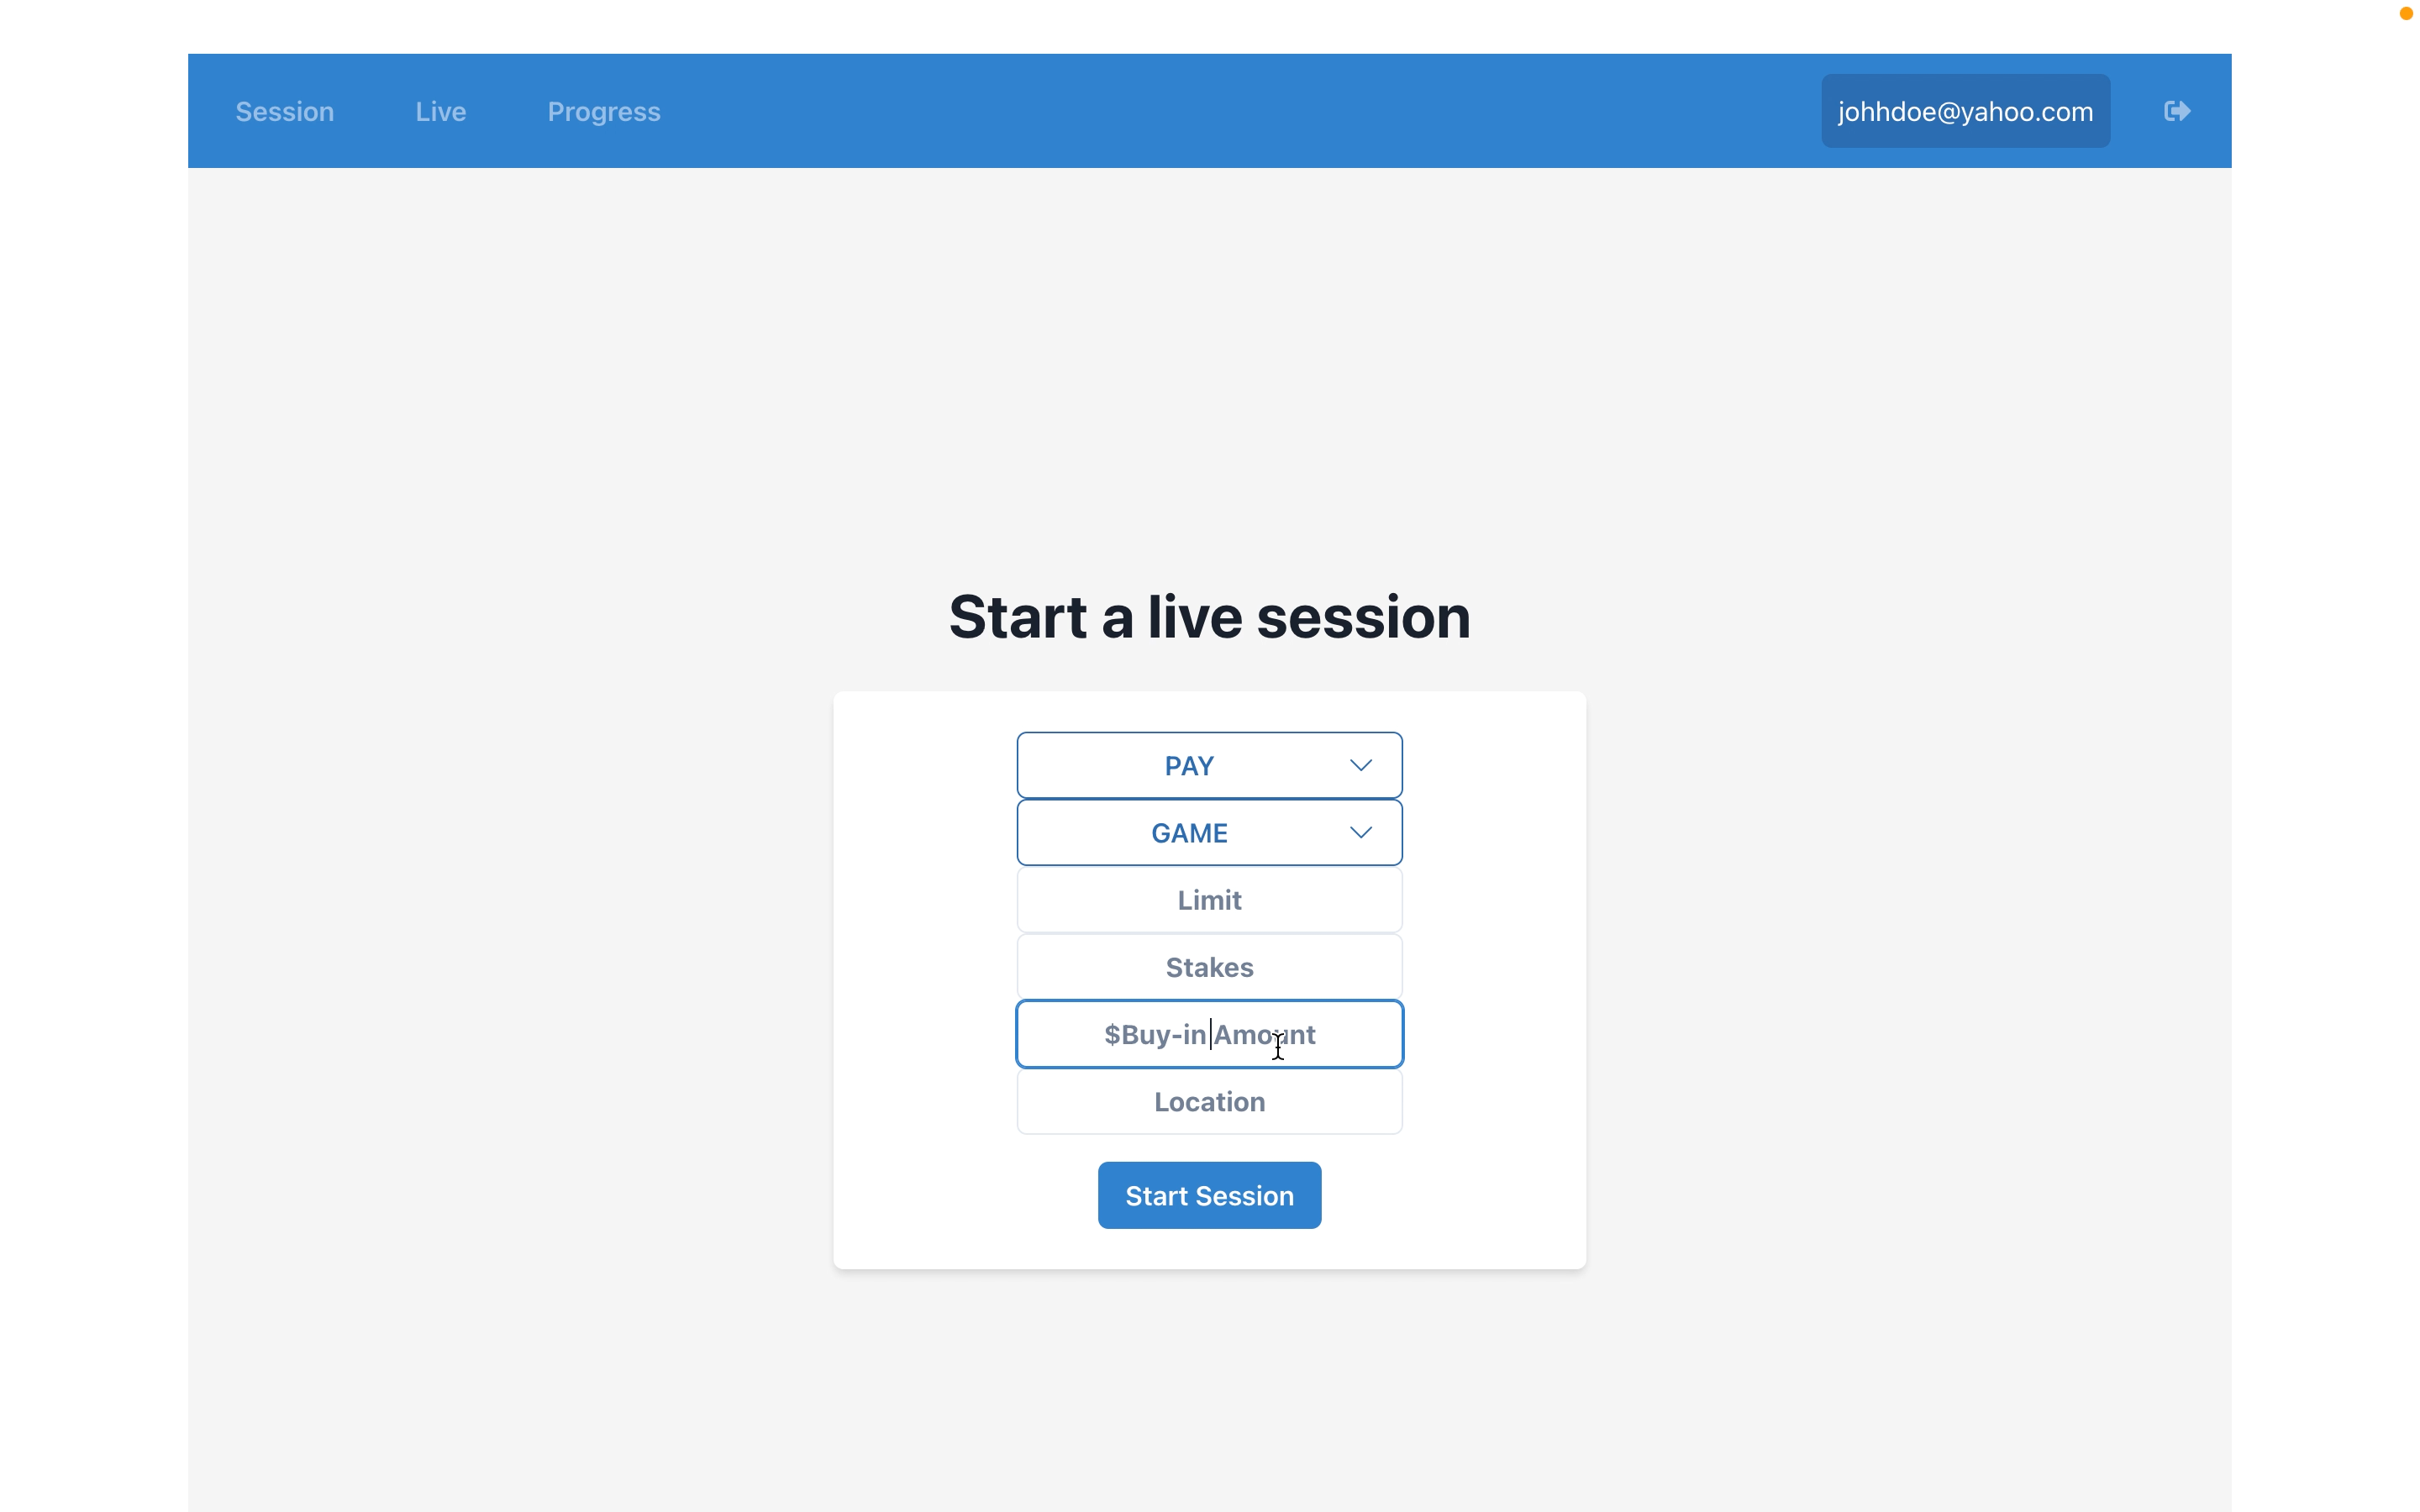 Session Live Progress johhdoe@yahoo.com
Start a live session
PAY
GAME
Limit
Stakes
$Buy-in Amount
Location
Start Session